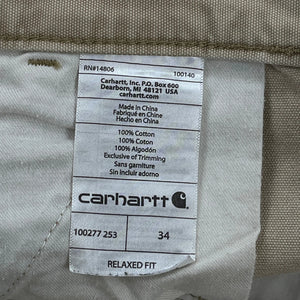 RN#14806 100140
Carhartt, Inc. P.O. Box 600
Dearborn, MI 48121 USA
carhartt.com
Made in China
Fabriqué en Chine
Hecho en China
100% Cotton
100% Coton
100% Algodón
Exclusive of Trimming
Sans garniture
Sin incluir adorno
carhartt
100277 253 34
RELAXED FIT